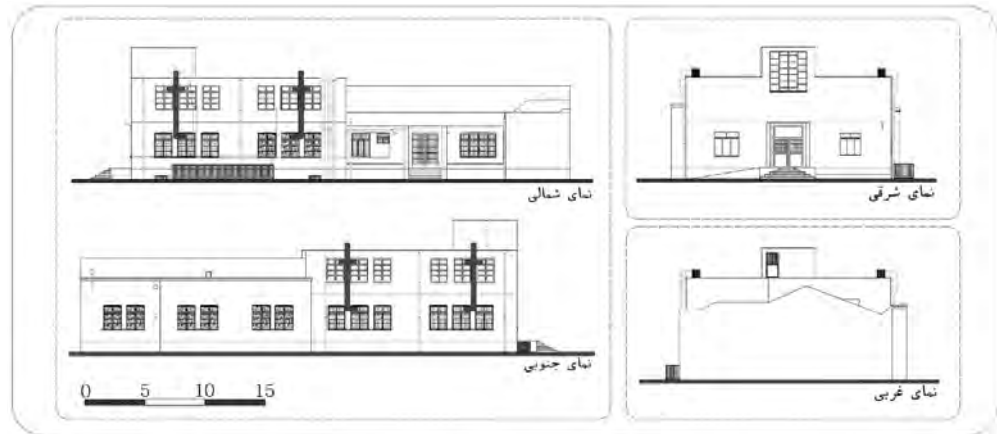 نمای شمالی
نمای شرقی
نمای جنوبی
نمای غربی
0 5 10 15